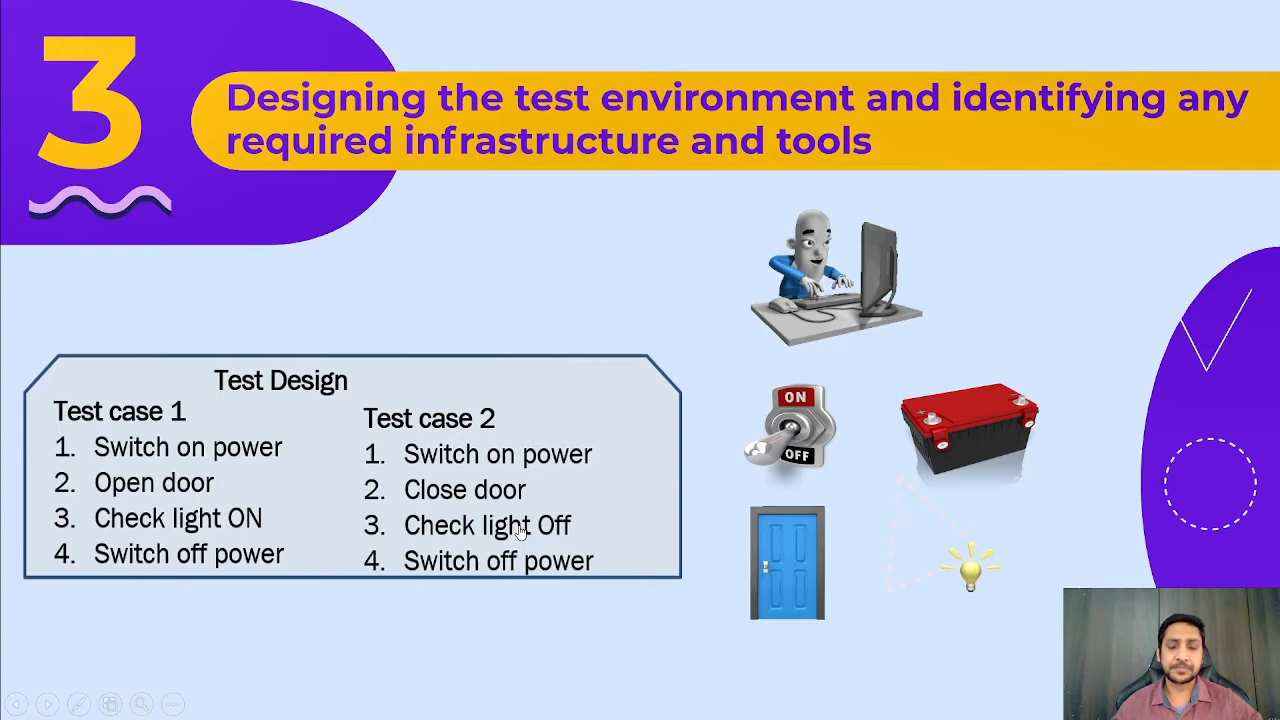 3
Designing the test environment and identifying any
required infrastructure and tools
Test Design
Test case 1
1. Switch on power
2. Open door
3. Check light ON
4. Switch off power
Test case 2
1. Switch on power
2. Close door
3. Check light Off
4. Switch off power
ON
OFF